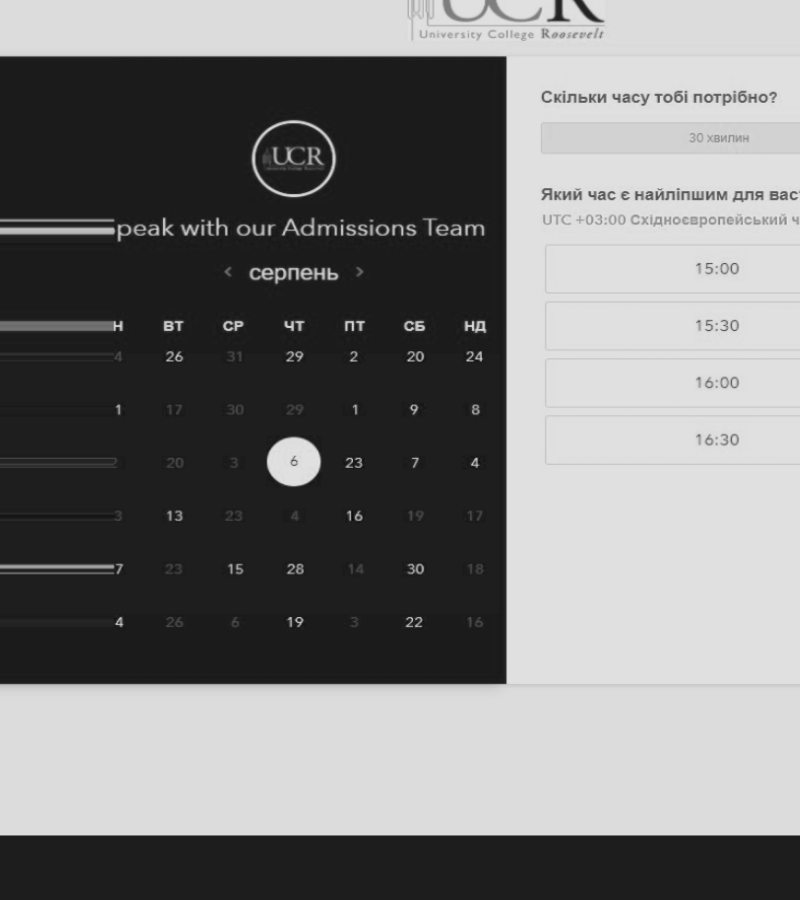 UCR
University College Roosevelt
UCR
peak with our Admissions Team
< серпень >
Н ВТ СР ЧТ ПТ СБ НД
4 26 31 29 2 20 24
1 17 30 29 1 9 8
2 20 3 6 23 7 4
3 13 23 4 16 19 17
7 23 15 28 14 30 18
4 26 6 19 3 22 16
Скільки часу тобі потрібно?
30 хвилин
Який час є найліпшим для вас
UTC +03:00 Східноєвропейський ч
15:00
15:30
16:00
16:30